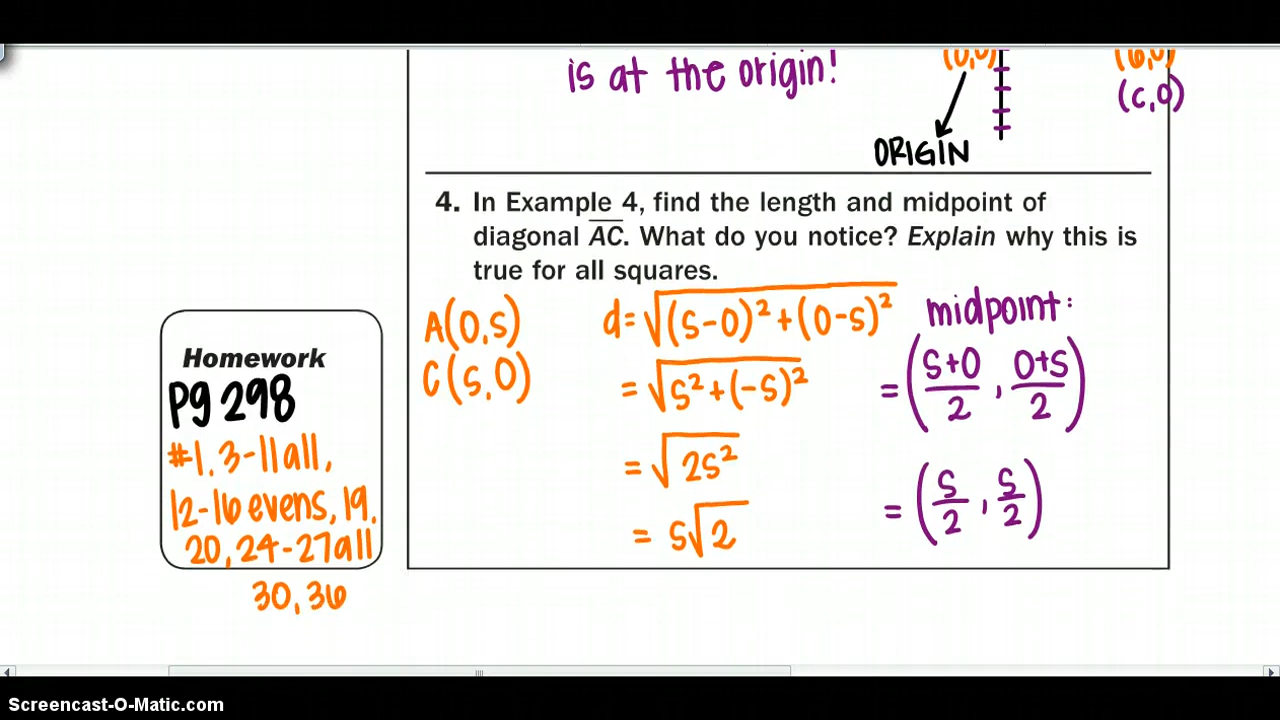 is at the origin!
(0,0)
(6,0)
(c,0)
ORIGIN
4. In Example 4, find the length and midpoint of
diagonal A̅C̅. What do you notice? Explain why this is
true for all squares.
A(0,s)
C(s,0)
d=√(s-0)²+(0-s)²
=√s²+(-s)²
=√2s²
= s√2
midpoint:
=(s+0/2, 0+s/2)
=(s/2, s/2)
Homework
pg 298
#1, 3-11 all,
12-16 evens, 19,
20, 24-27 all
30, 36
Screencast-O-Matic.com